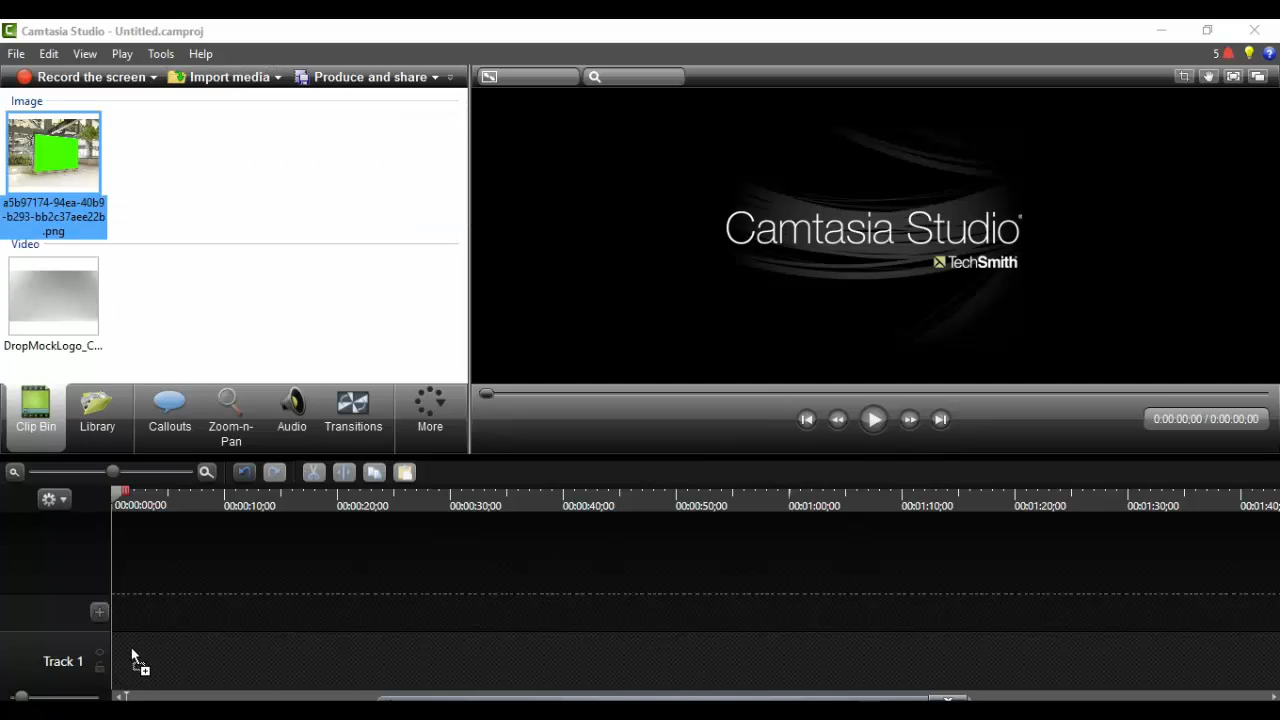 Camtasia Studio - Untitled.camproj
File Edit View Play Tools Help
5
Record the screen Import media Produce and share
Image
a5b97174-94ea-40b9
-b293-bb2c37aee22b
.png
Video
DropMockLogo_C...
Camtasia Studio®
TechSmith
Clip Bin Library Callouts Zoom-n-
Pan Audio Transitions More
0:00:00;00 / 0:00:00;00
00:00:00;00 00:00:10;00 00:00:20;00 00:00:30;00 00:00:40;00 00:00:50;00 00:01:00;00 00:01:10;00 00:01:20;00 00:01:30;00 00:01:40;
Track 1